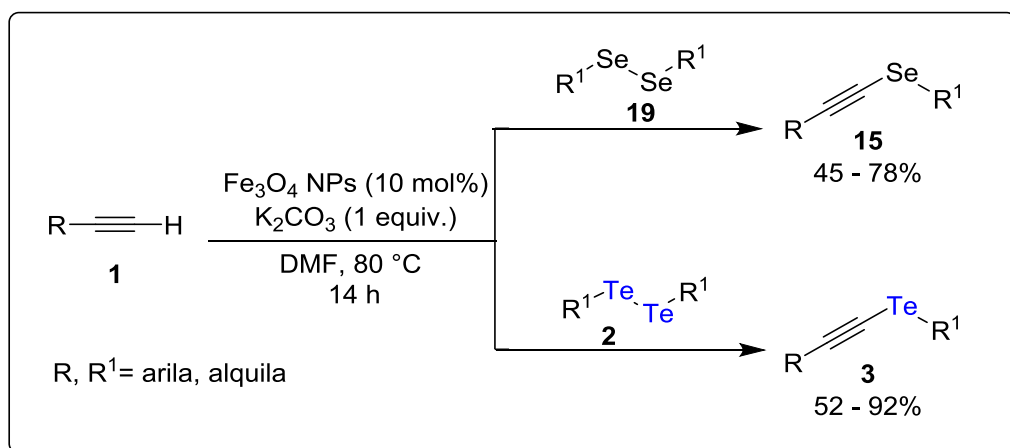 R
H
1
Fe₃O₄ NPs (10 mol%)
K₂CO₃ (1 equiv.)
DMF, 80 °C
14 h
R, R¹= arila, alquila
R¹ Se Se R¹
19
R Se R¹
15
45 - 78%
R¹ Te Te R¹
2
R Te R¹
3
52 - 92%